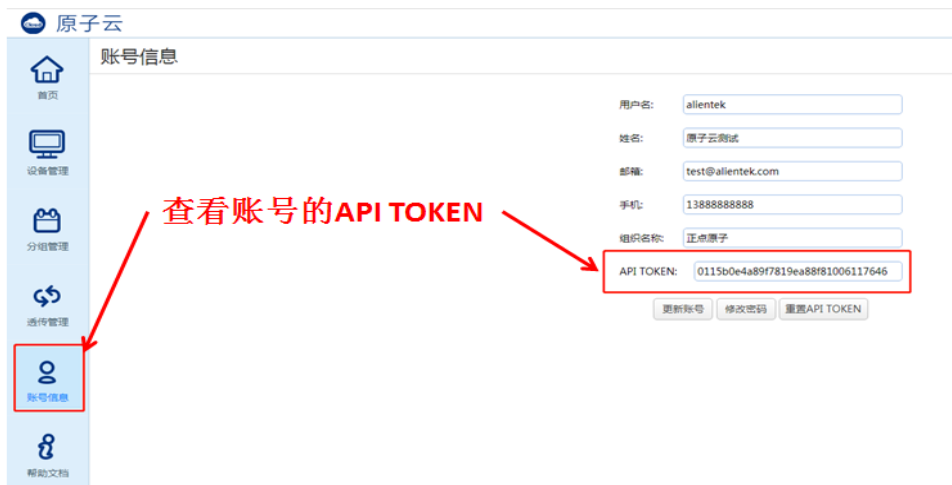 Cloud
原子云
账号信息
首页
设备管理
分组管理
透传管理
账号信息
帮助文档
查看账号的API TOKEN
用户名: alientek
姓名: 原子云测试
邮箱: test@alientek.com
手机: 13888888888
组织名称: 正点原子
API TOKEN: 0115b0e4a89f7819ea88f81006117646
更新账号 修改密码 重置API TOKEN